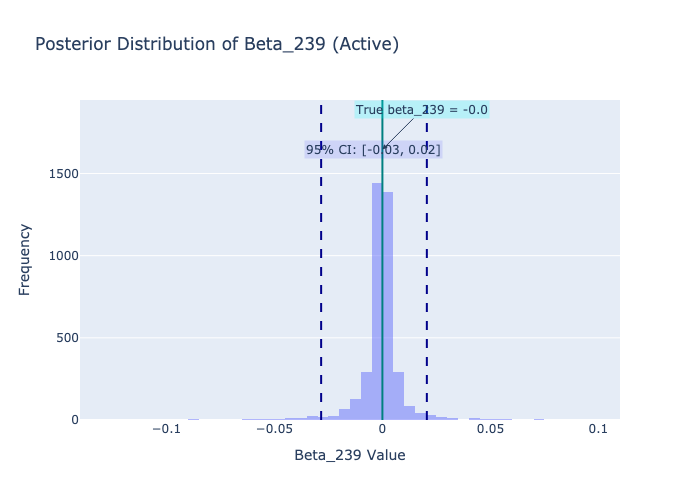 Posterior Distribution of Beta_239 (Active)
True beta_239 = -0.0
95% CI: [-0.03, 0.02]
1500
1000
500
0
Frequency
−0.1
−0.05
0
0.05
0.1
Beta_239 Value